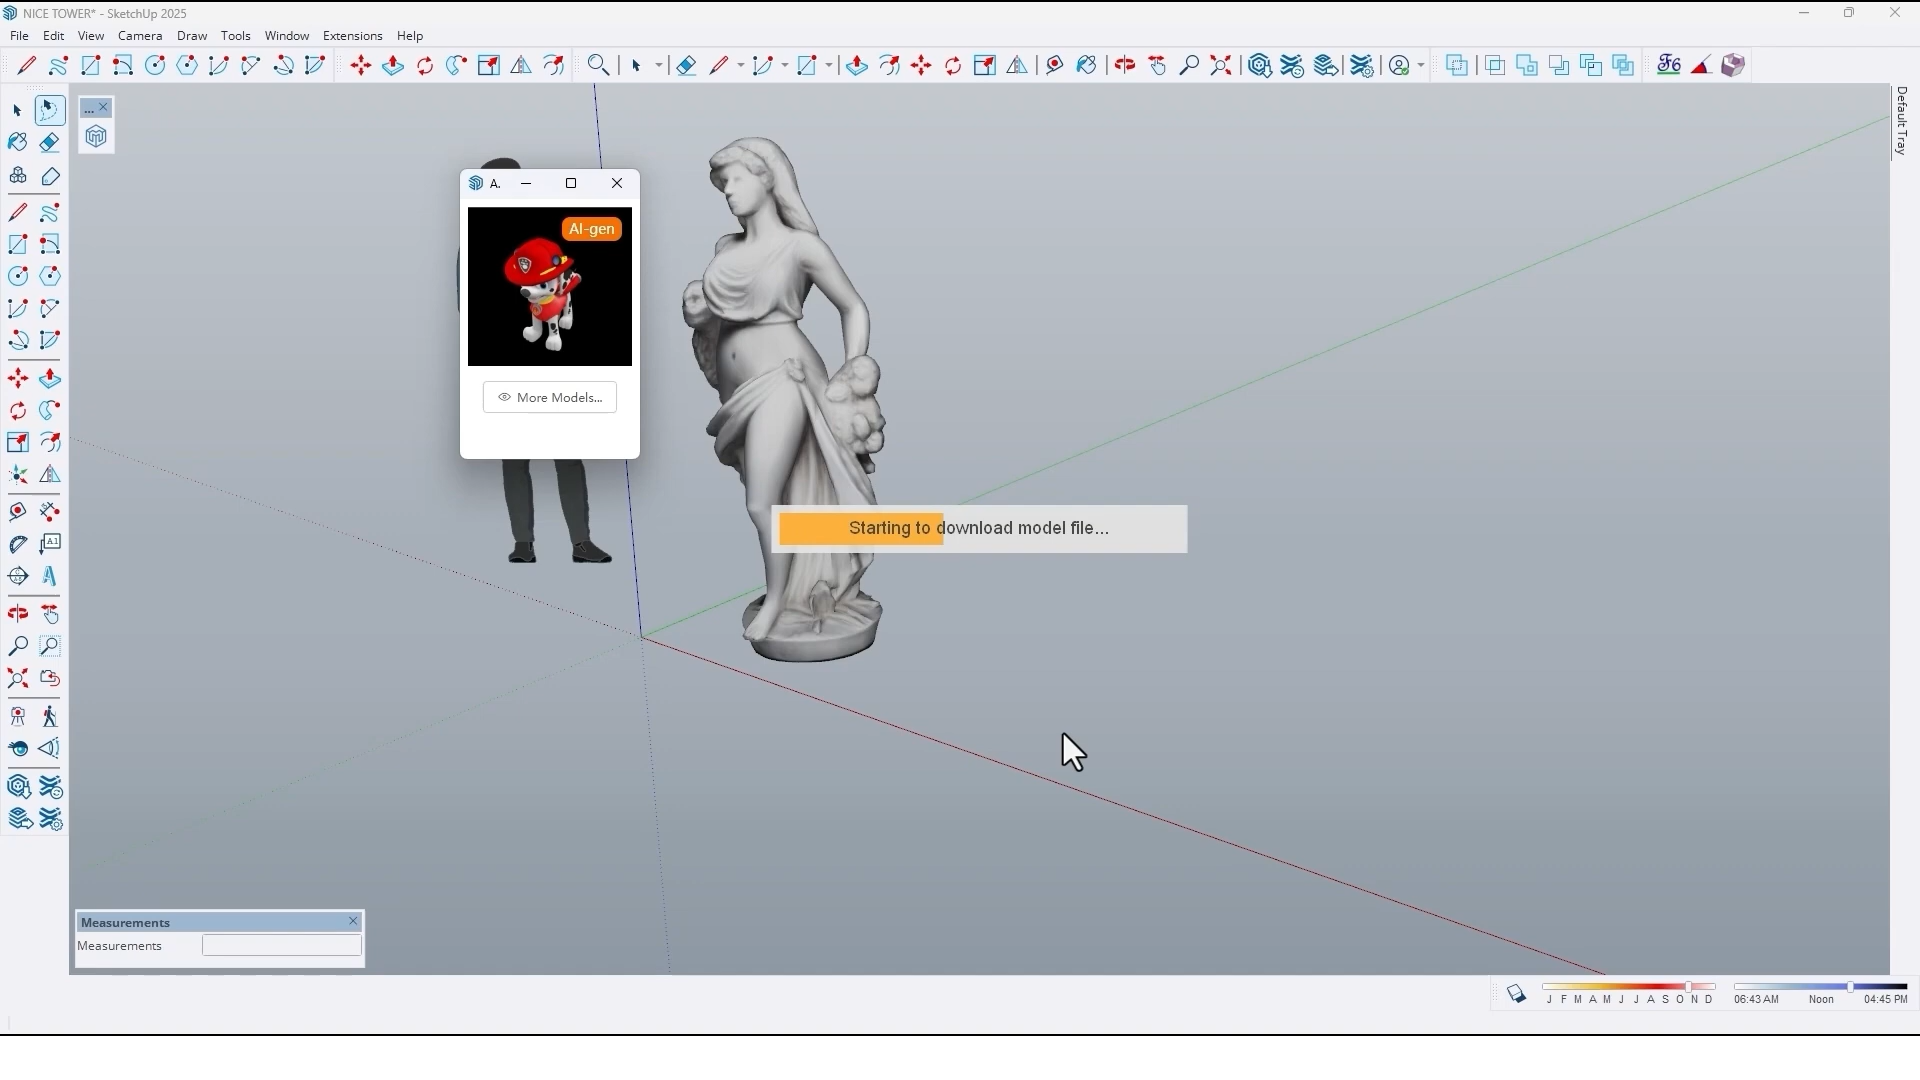 NICE TOWER* - SketchUp 2025
File Edit View Camera Draw Tools Window Extensions Help
Default Tray
...
A.
AI-gen
More Models...
Starting to download model file...
A1
Measurements
Measurements
J F M A M J J A S O N D
06:43 AM Noon 04:45 PM